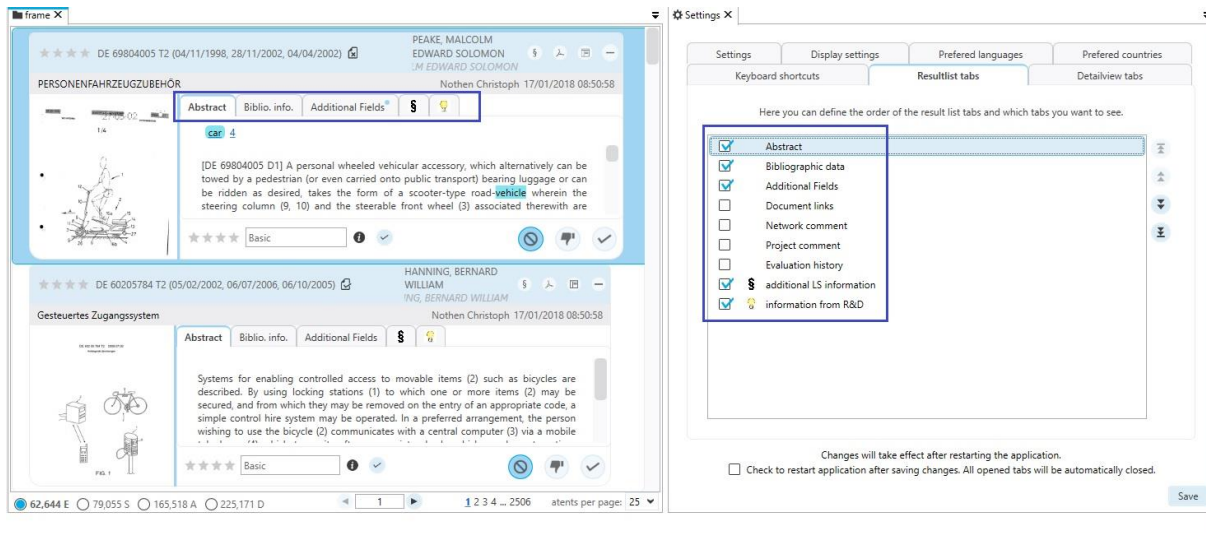 frame
DE 69804005 T2 (04/11/1998, 28/11/2002, 04/04/2002)
PEAKE, MALCOLM
EDWARD SOLOMON
M EDWARD SOLOMON
§
PERSONENFAHRZEUGZUBEHÖR
Nothen Christoph 17/01/2018 08:50:58
Abstract Biblio. info. Additional Fields §
1/4
car 4
[DE 69804005 D1] A personal wheeled vehicular accessory, which alternatively can be
towed by a pedestrian (or even carried onto public transport) bearing luggage or can
be ridden as desired, takes the form of a scooter-type road-vehicle wherein the
steering column (9, 10) and the steerable front wheel (3) associated therewith are
Basic
DE 60205784 T2 (05/02/2002, 06/07/2006, 06/10/2005)
HANNING, BERNARD
WILLIAM
NG, BERNARD WILLIAM
§
Gesteuertes Zugangssystem
Nothen Christoph 17/01/2018 08:50:58
Abstract Biblio. info. Additional Fields §
Systems for enabling controlled access to movable items (2) such as bicycles are
described. By using locking stations (1) to which one or more items (2) may be
secured, and from which they may be removed on the entry of an appropriate code, a
simple control hire system may be operated. In a preferred arrangement, the person
wishing to use the bicycle (2) communicates with a central computer (3) via a mobile
FIG. 1
Basic
62,644 E 79,055 S 165,518 A 225,171 D
1
1 2 3 4 ... 2506
atents per page: 25
Settings
Settings Display settings Prefered languages Prefered countries
Keyboard shortcuts Resultlist tabs Detailview tabs
Here you can define the order of the result list tabs and which tabs you want to see.
Abstract
Bibliographic data
Additional Fields
Document links
Network comment
Project comment
Evaluation history
§ additional LS information
information from R&D
Changes will take effect after restarting the application.
Check to restart application after saving changes. All opened tabs will be automatically closed.
Save